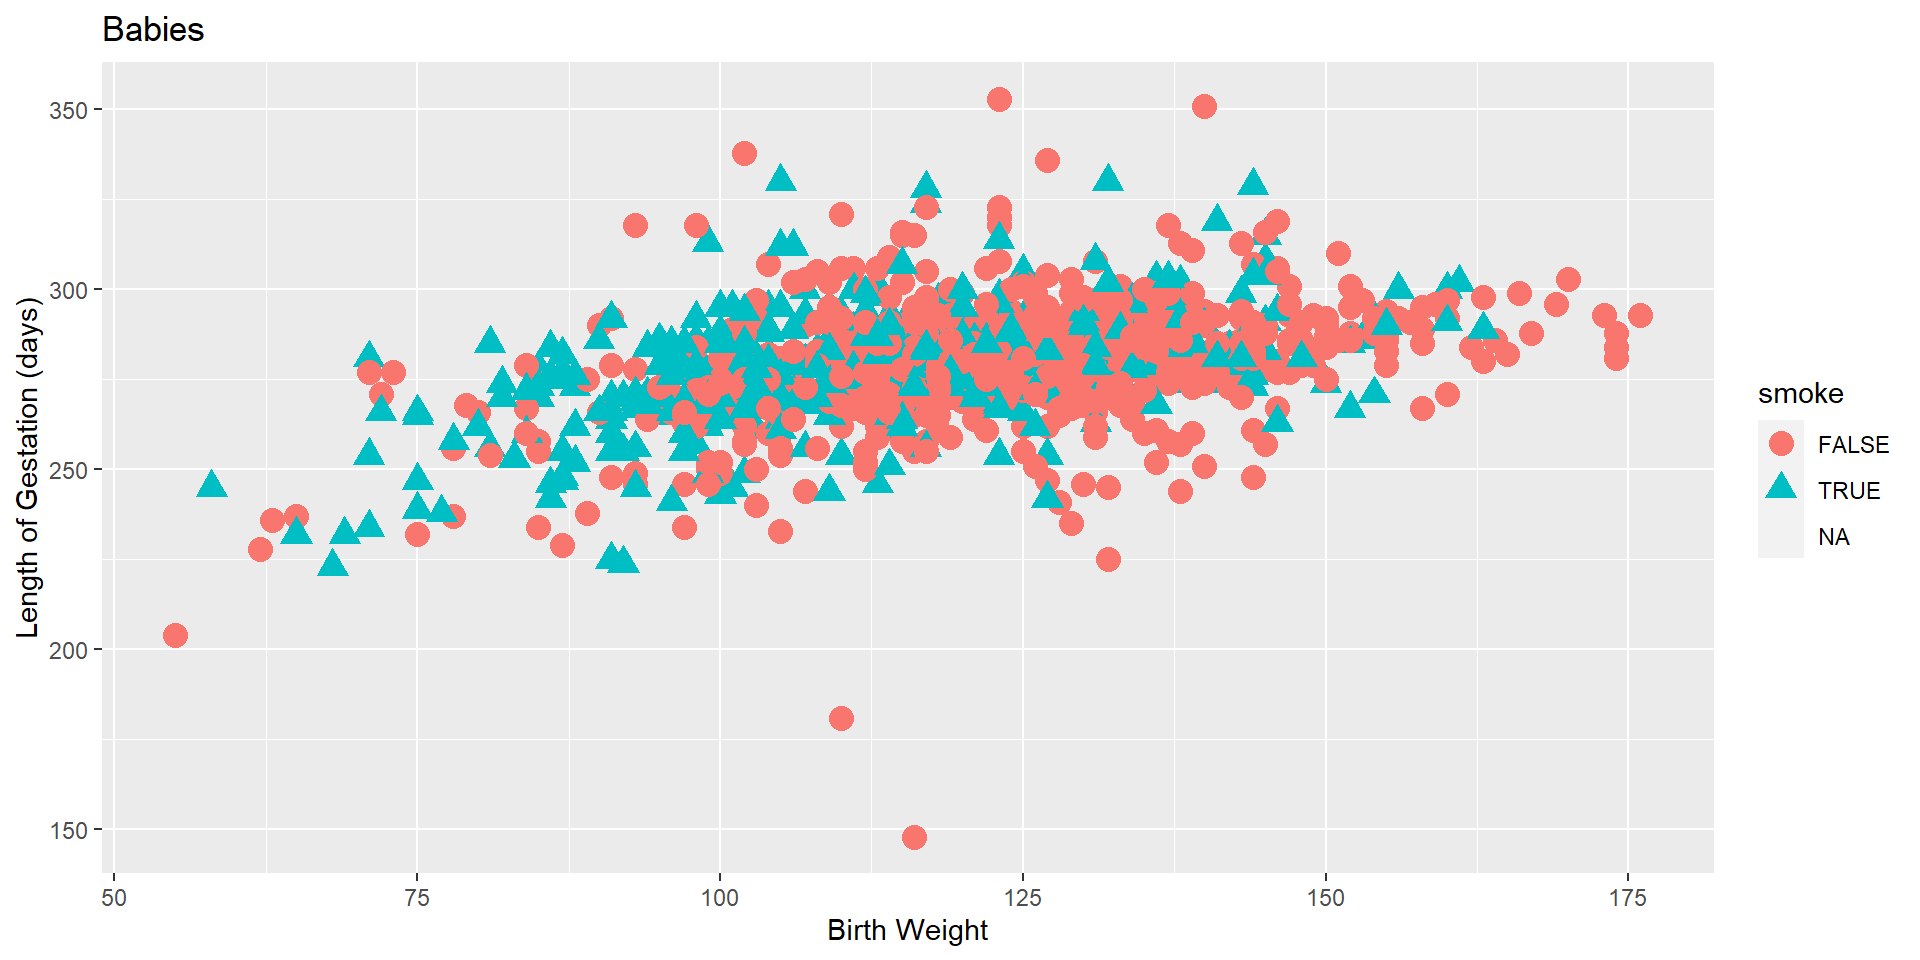 Babies
350
300
250
200
150
Length of Gestation (days)
50 75 100 125 150 175
Birth Weight
smoke
FALSE
TRUE
NA